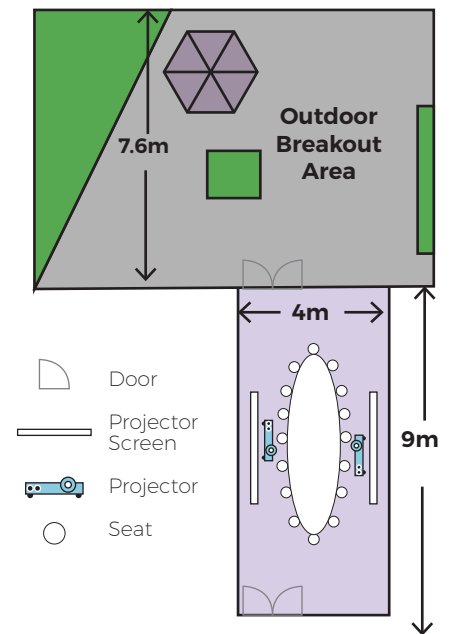 7.6m
Outdoor
Breakout
Area
4m
9m
Door
Projector
Screen
Projector
Seat